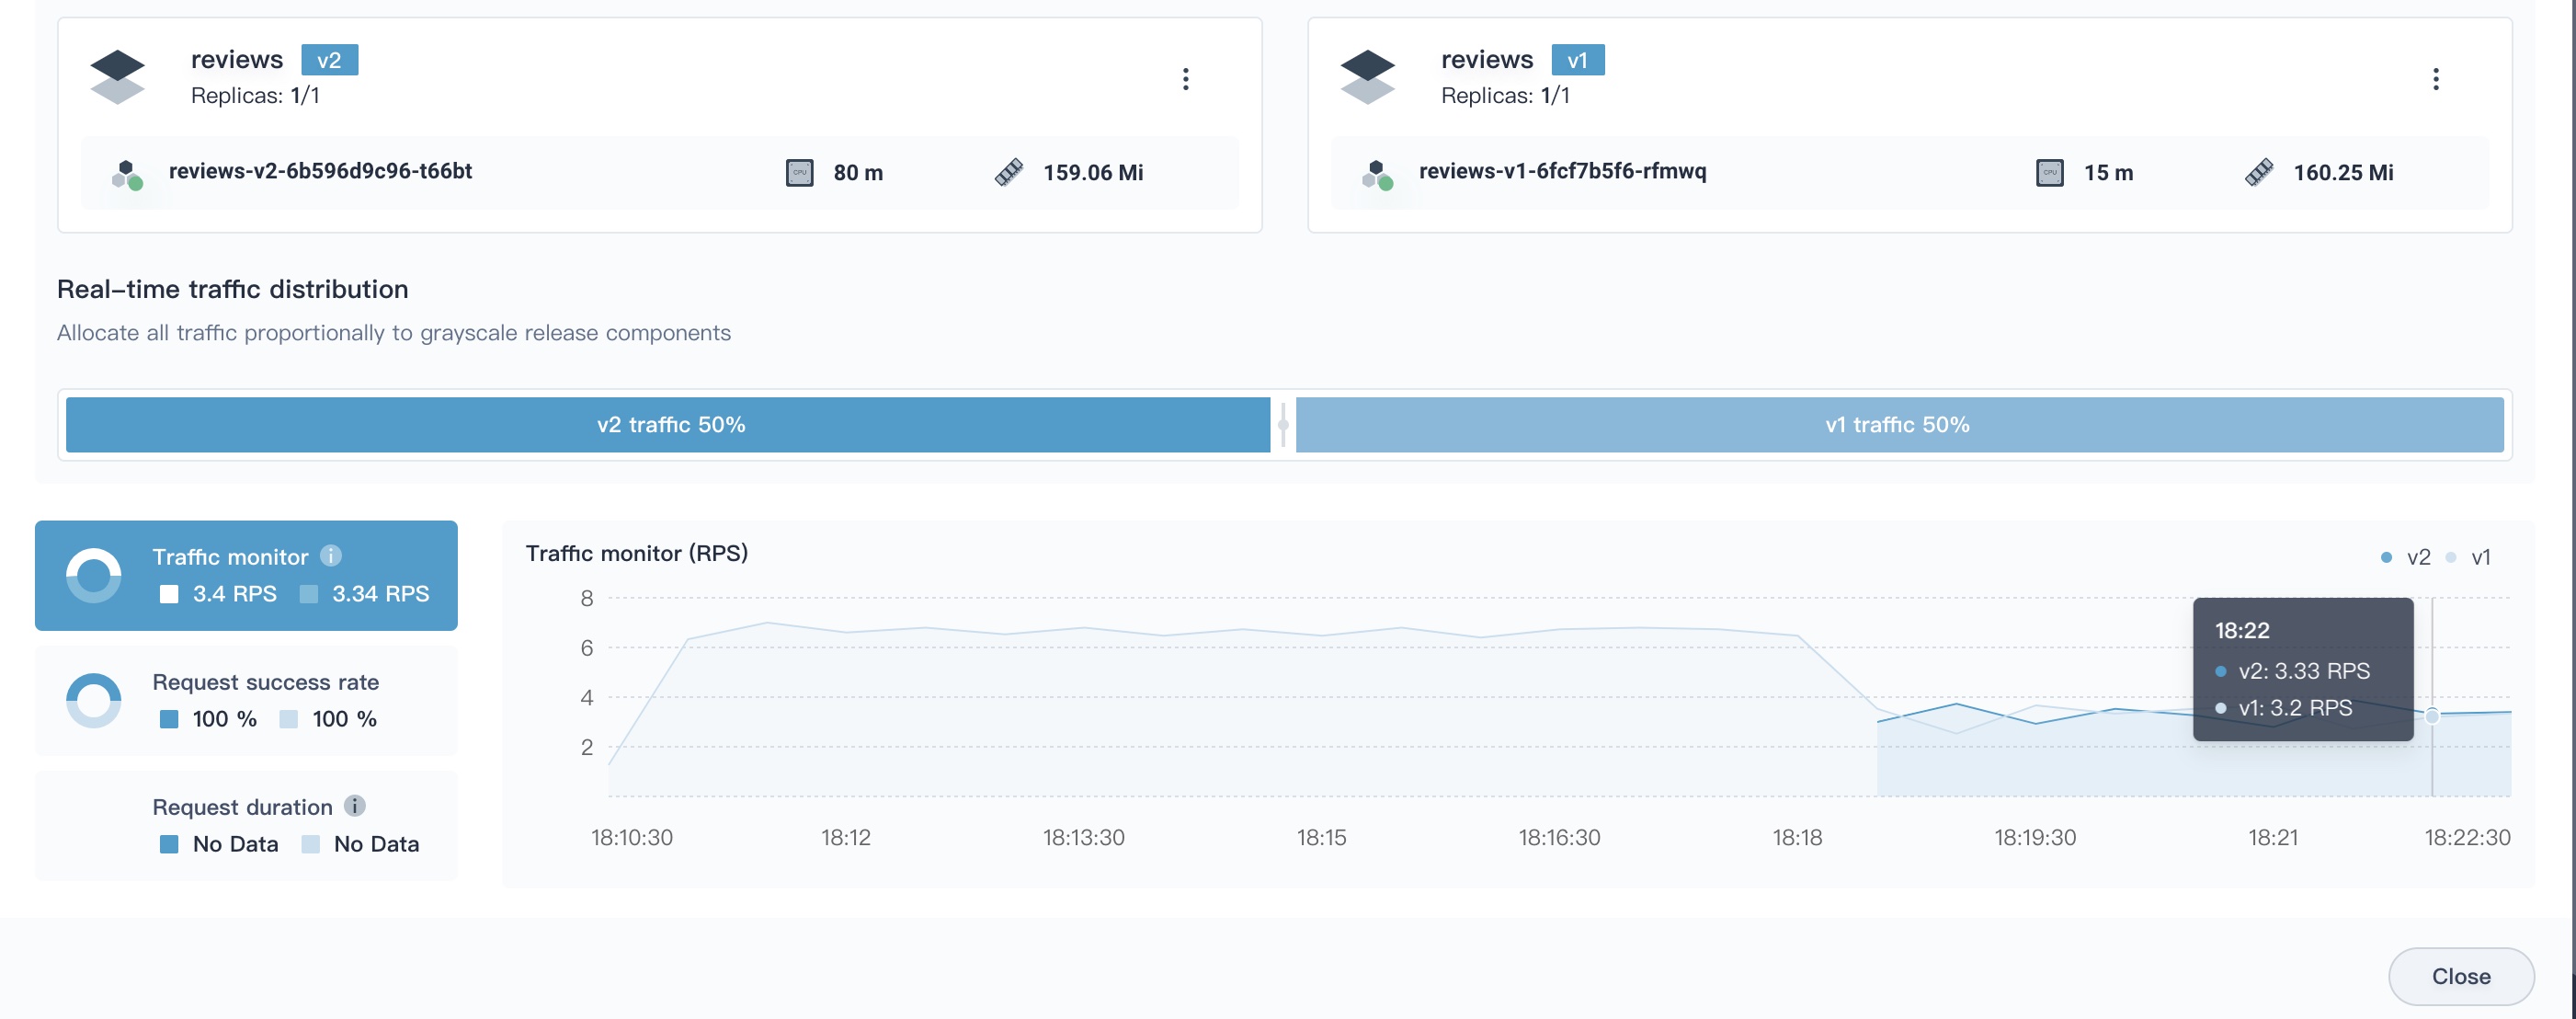 reviews v2
Replicas: 1/1
reviews-v2-6b596d9c96-t66bt
CPU
80 m
159.06 Mi
reviews v1
Replicas: 1/1
reviews-v1-6fcf7b5f6-rfmwq
CPU
15 m
160.25 Mi
Real-time traffic distribution
Allocate all traffic proportionally to grayscale release components
v2 traffic 50%
v1 traffic 50%
Traffic monitor i
3.4 RPS 3.34 RPS
Request success rate
100 % 100 %
Request duration i
No Data No Data
Traffic monitor (RPS)
v2 v1
8
6
4
2
18:22
v2: 3.33 RPS
v1: 3.2 RPS
18:10:30 18:12 18:13:30 18:15 18:16:30 18:18 18:19:30 18:21 18:22:30
Close